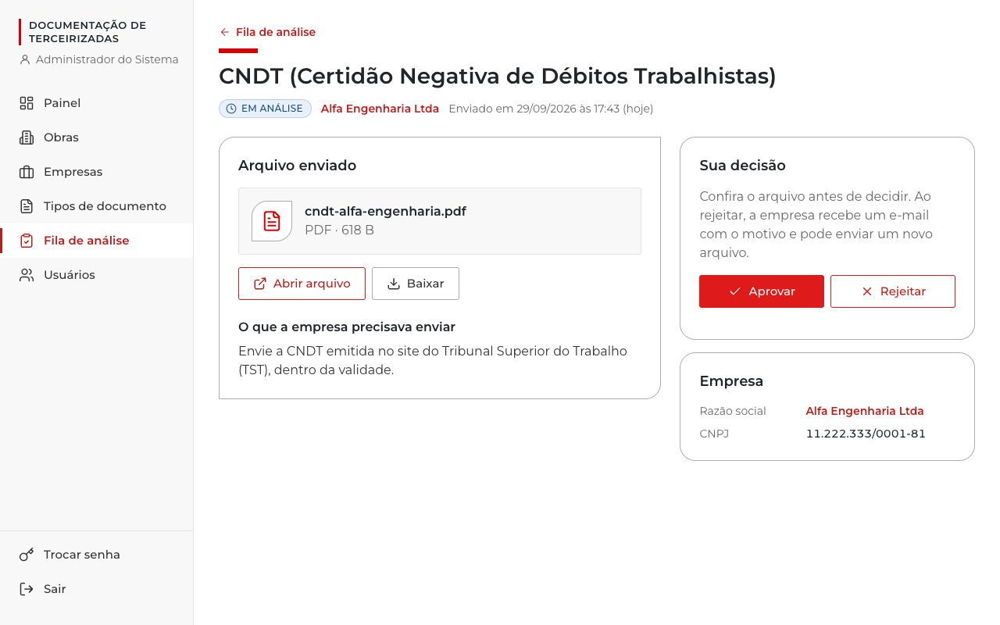 DOCUMENTAÇÃO DE
TERCEIRIZADAS
Administrador do Sistema
Painel
Obras
Empresas
Tipos de documento
Fila de análise
Usuários
Trocar senha
Sair
Fila de análise
CNDT (Certidão Negativa de Débitos Trabalhistas)
EM ANÁLISE Alfa Engenharia Ltda Enviado em 29/09/2026 às 17:43 (hoje)
Arquivo enviado
cndt-alfa-engenharia.pdf
PDF · 618 B
Abrir arquivo Baixar
O que a empresa precisava enviar
Envie a CNDT emitida no site do Tribunal Superior do Trabalho
(TST), dentro da validade.
Sua decisão
Confira o arquivo antes de decidir. Ao
rejeitar, a empresa recebe um e-mail
com o motivo e pode enviar um novo
arquivo.
Aprovar Rejeitar
Empresa
Razão social Alfa Engenharia Ltda
CNPJ 11.222.333/0001-81